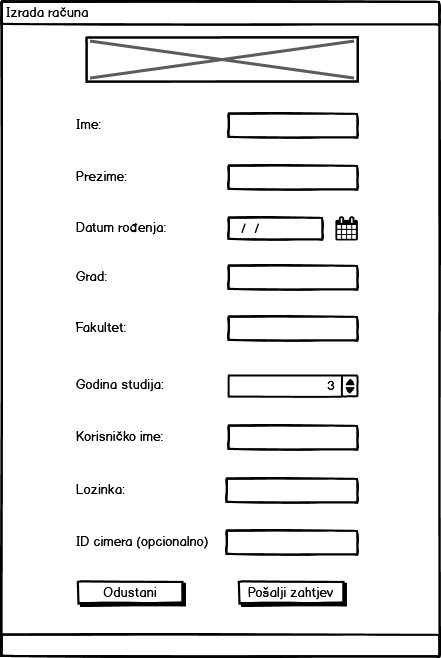 Izrada računa
Ime:
Prezime:
Datum rođenja: / /
Grad:
Fakultet:
Godina studija: 3
Korisničko ime:
Lozinka:
ID cimera (opcionalno)
Odustani Pošalji zahtjev